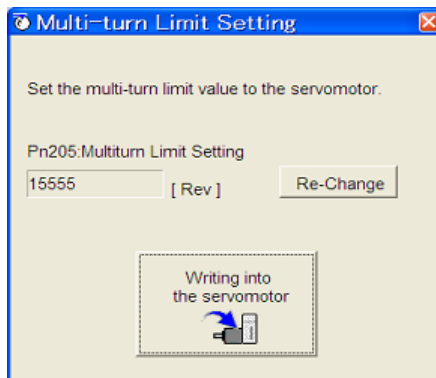 Multi-turn Limit Setting
Set the multi-turn limit value to the servomotor.
Pn205:Multiturn Limit Setting
15555 [ Rev ] Re-Change
Writing into
the servomotor